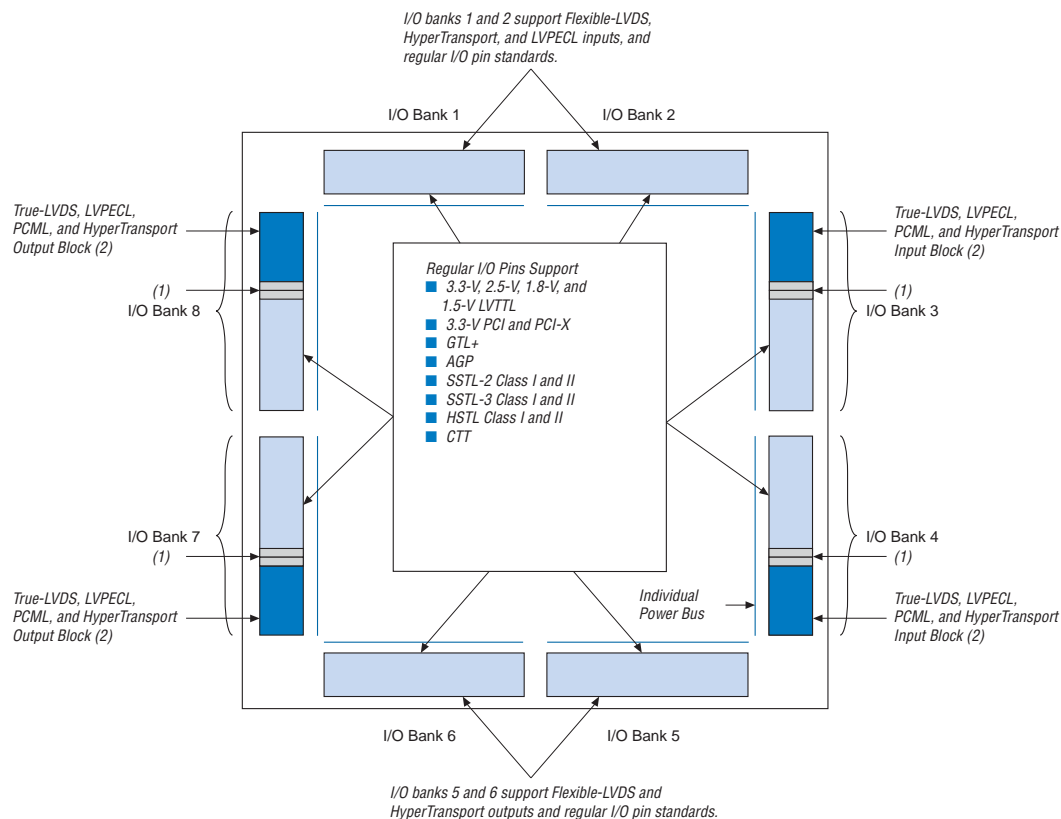 I/O banks 1 and 2 support Flexible-LVDS,
HyperTransport, and LVPECL inputs, and
regular I/O pin standards.
I/O Bank 1
I/O Bank 2
True-LVDS, LVPECL,
PCML, and HyperTransport
Output Block (2)
(1)
I/O Bank 8
True-LVDS, LVPECL,
PCML, and HyperTransport
Input Block (2)
(1)
I/O Bank 3
Regular I/O Pins Support
■ 3.3-V, 2.5-V, 1.8-V, and
1.5-V LVTTL
■ 3.3-V PCI and PCI-X
■ GTL+
■ AGP
■ SSTL-2 Class I and II
■ SSTL-3 Class I and II
■ HSTL Class I and II
■ CTT
I/O Bank 7
(1)
True-LVDS, LVPECL,
PCML, and HyperTransport
Output Block (2)
Individual
Power Bus
I/O Bank 4
(1)
True-LVDS, LVPECL,
PCML, and HyperTransport
Input Block (2)
I/O Bank 6
I/O Bank 5
I/O banks 5 and 6 support Flexible-LVDS and
HyperTransport outputs and regular I/O pin standards.